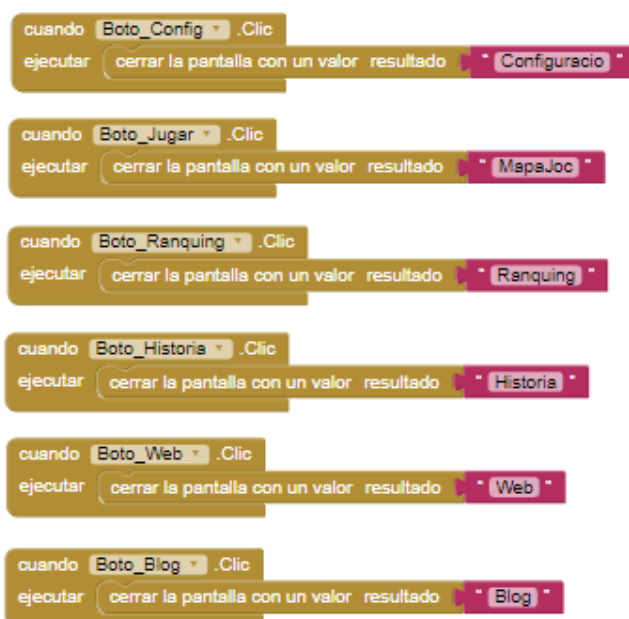 cuando Boto_Config .Clic
ejecutar cerrar la pantalla con un valor resultado " Configuracio "
cuando Boto_Jugar .Clic
ejecutar cerrar la pantalla con un valor resultado " MapaJoc "
cuando Boto_Ranquing .Clic
ejecutar cerrar la pantalla con un valor resultado " Ranquing "
cuando Boto_Historia .Clic
ejecutar cerrar la pantalla con un valor resultado " Historia "
cuando Boto_Web .Clic
ejecutar cerrar la pantalla con un valor resultado " Web "
cuando Boto_Blog .Clic
ejecutar cerrar la pantalla con un valor resultado " Blog "